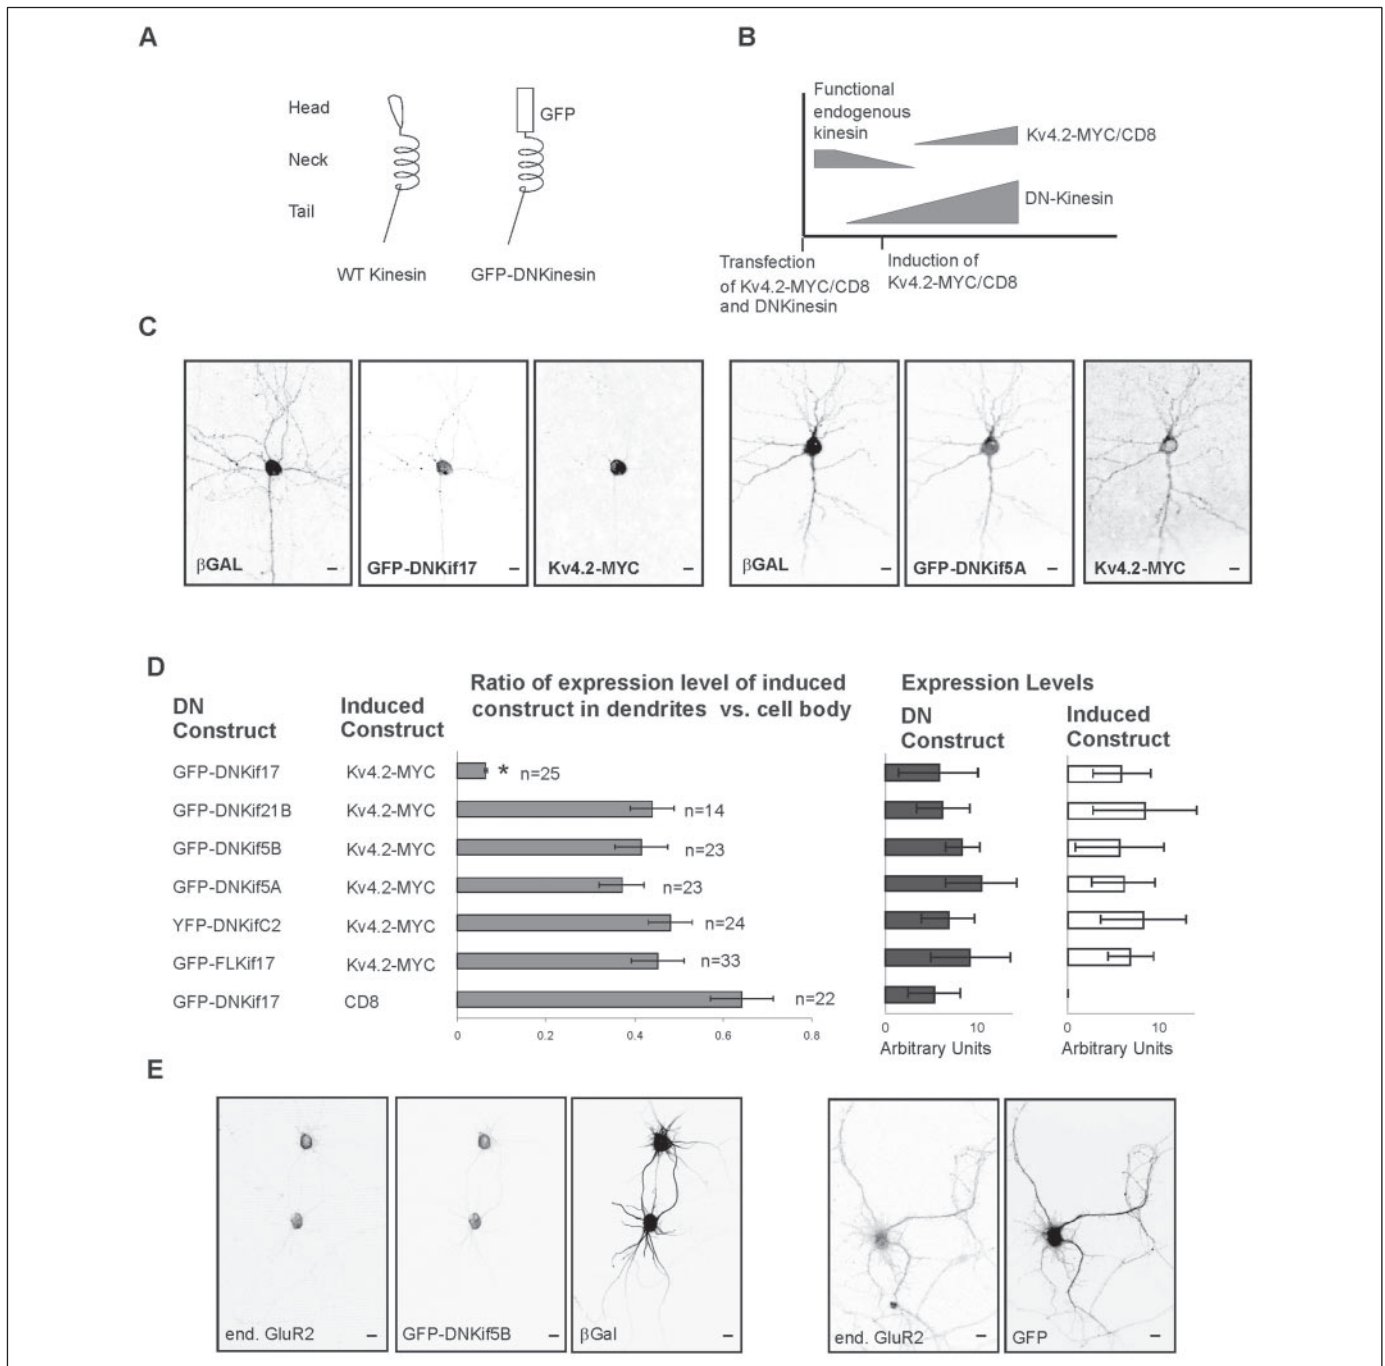 A
Head
Neck
Tail
GFP
WT Kinesin
GFP-DNKinesin
B
Functional
endogenous
kinesin
Kv4.2-MYC/CD8
DN-Kinesin
Transfection
of Kv4.2-MYC/CD8
and DNKinesin
Induction of
Kv4.2-MYC/CD8
C
βGAL
GFP-DNKif17
Kv4.2-MYC
βGAL
GFP-DNKif5A
Kv4.2-MYC
D
DN
Construct
Induced
Construct
Ratio of expression level of induced
construct in dendrites vs. cell body
Expression Levels
DN
Construct
Induced
Construct
GFP-DNKif17 Kv4.2-MYC * n=25
GFP-DNKif21B Kv4.2-MYC n=14
GFP-DNKif5B Kv4.2-MYC n=23
GFP-DNKif5A Kv4.2-MYC n=23
YFP-DNKifC2 Kv4.2-MYC n=24
GFP-FLKif17 Kv4.2-MYC n=33
GFP-DNKif17 CD8 n=22
0 0.2 0.4 0.6 0.8
0 10
Arbitrary Units
0 10
Arbitrary Units
E
end. GluR2
GFP-DNKif5B
βGal
end. GluR2
GFP